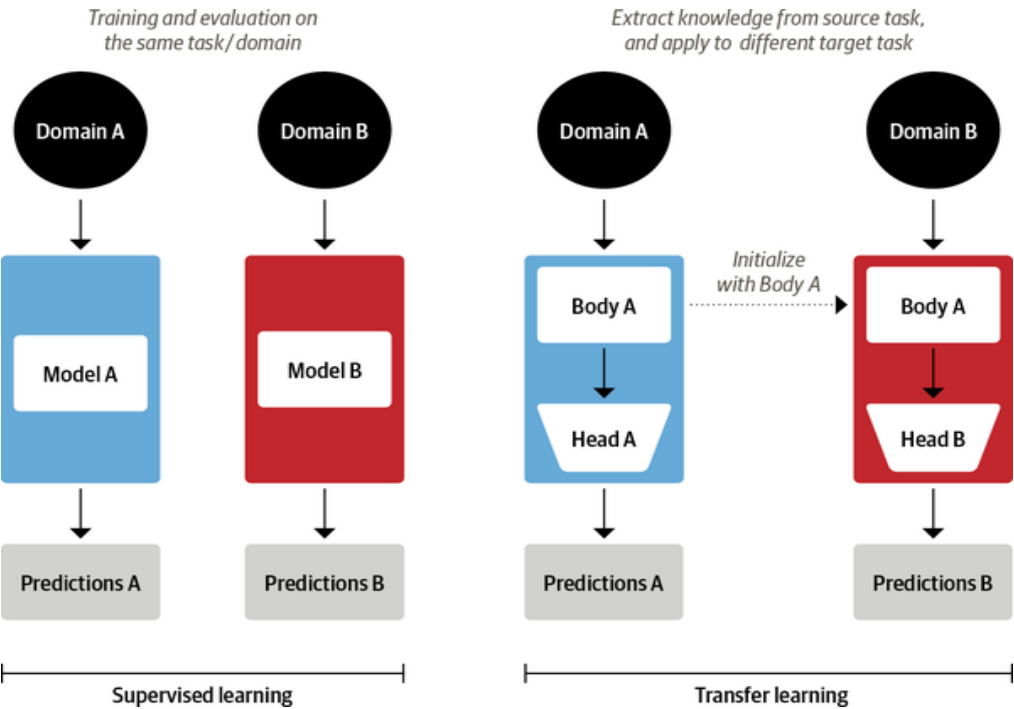 Training and evaluation on
the same task/domain
Extract knowledge from source task,
and apply to different target task
Domain A
Domain B
Domain A
Domain B
Initialize
with Body A
Body A
Body A
Model A
Model B
Head A
Head B
Predictions A
Predictions B
Predictions A
Predictions B
Supervised learning
Transfer learning